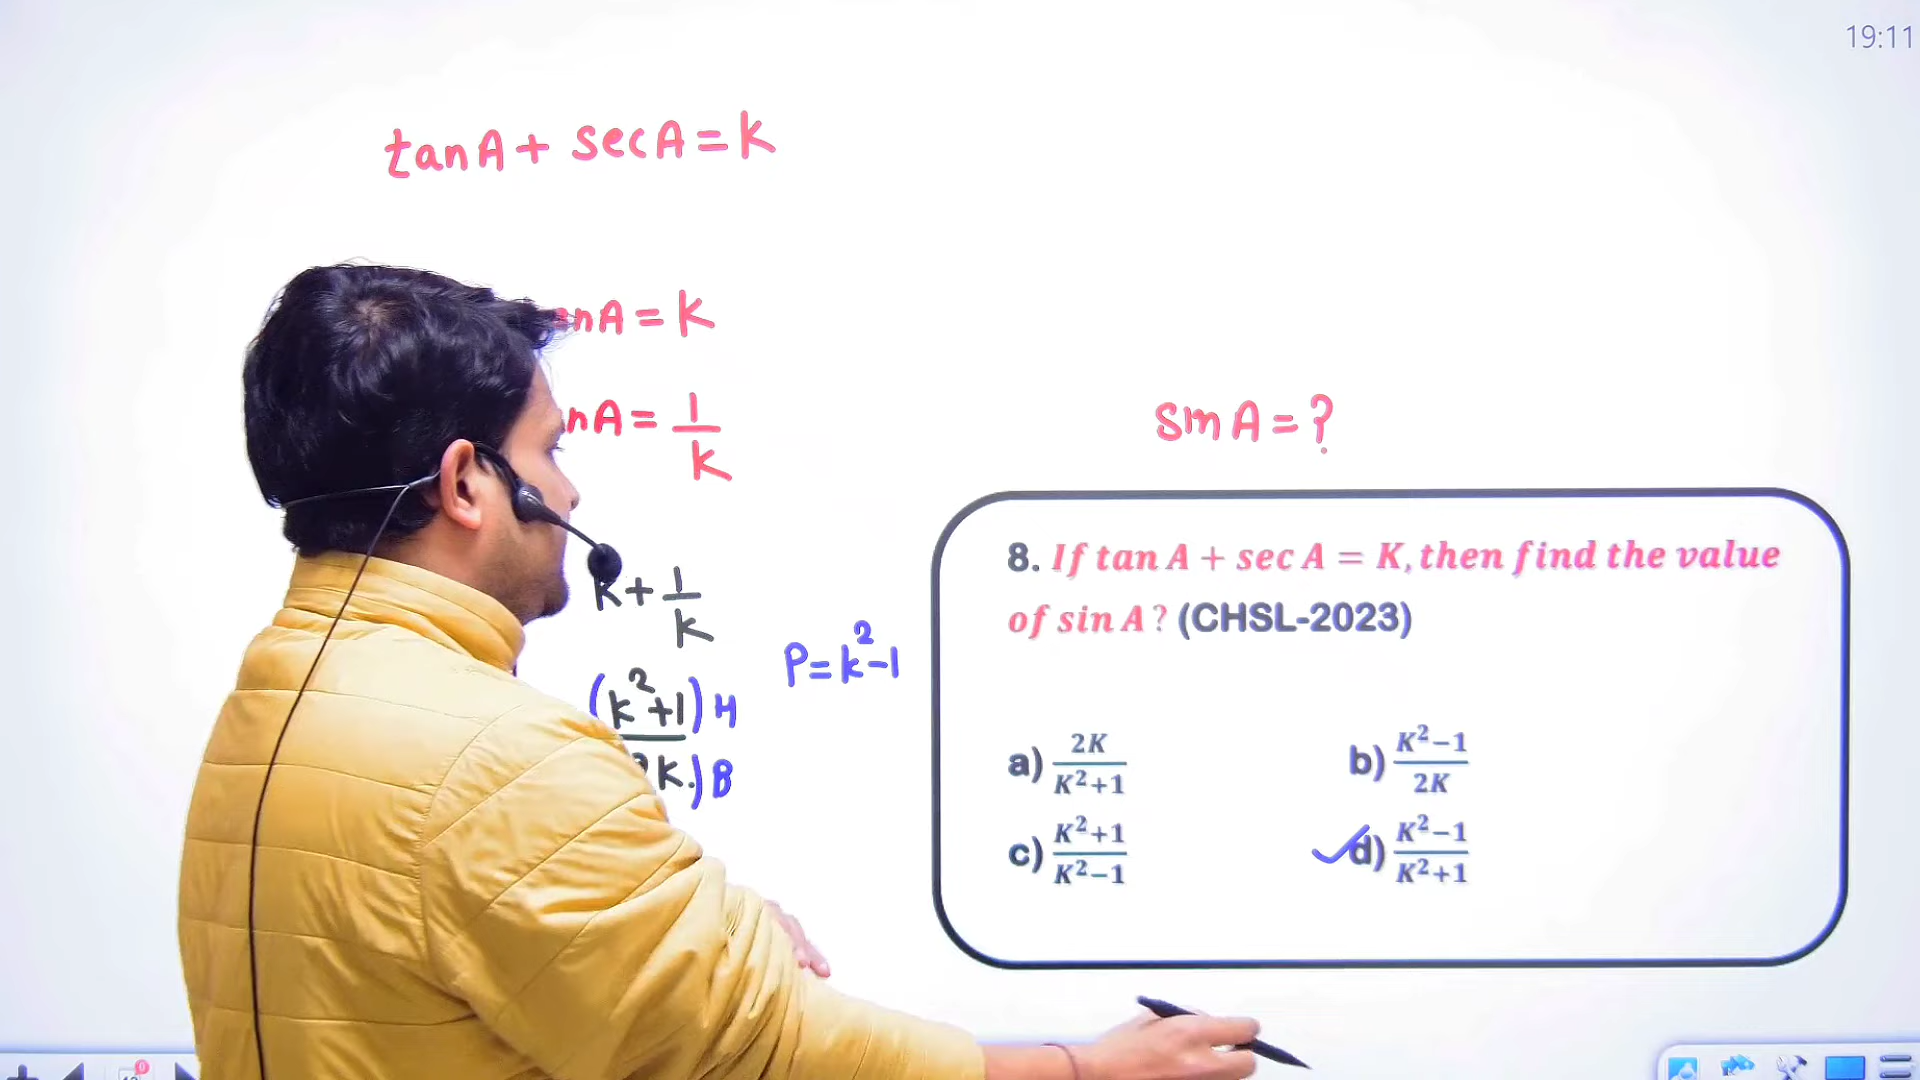 19:11
tanA + secA = K
nA = K
nA = 1/K
K + 1/K
P = k²-1
(k²+1) H
K.) B
sin A = ?
8. If tan A + sec A = K, then find the value
of sin A? (CHSL-2023)
a) 2K/K²+1 b) K²−1/2K
c) K²+1/K²−1 d) K²−1/K²+1